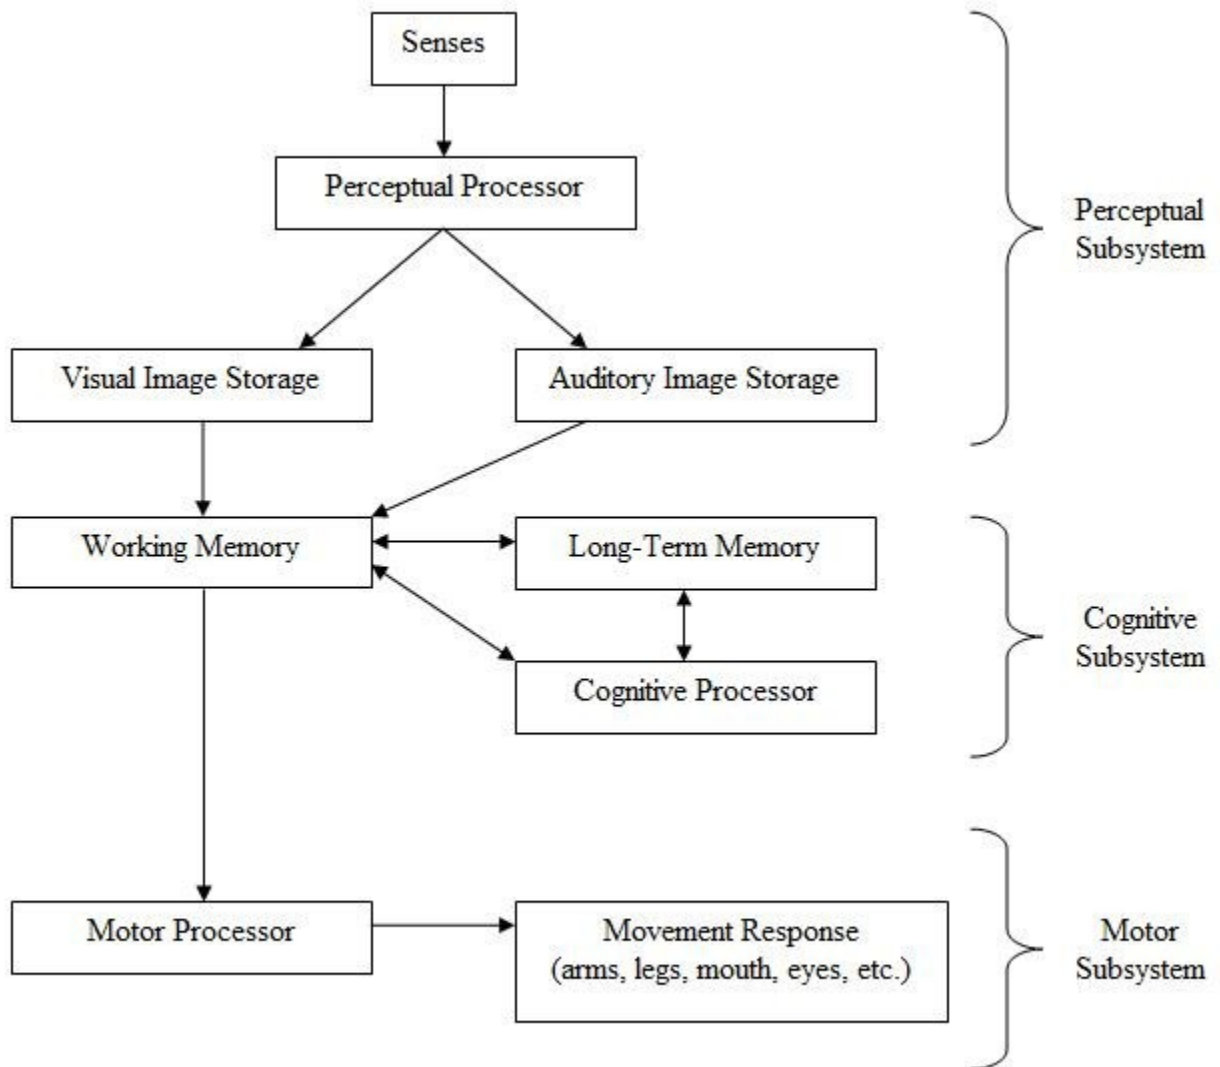 Senses
Perceptual Processor
Perceptual
Subsystem
Visual Image Storage
Auditory Image Storage
Working Memory
Long-Term Memory
Cognitive
Subsystem
Cognitive Processor
Motor Processor
Movement Response
(arms, legs, mouth, eyes, etc.)
Motor
Subsystem